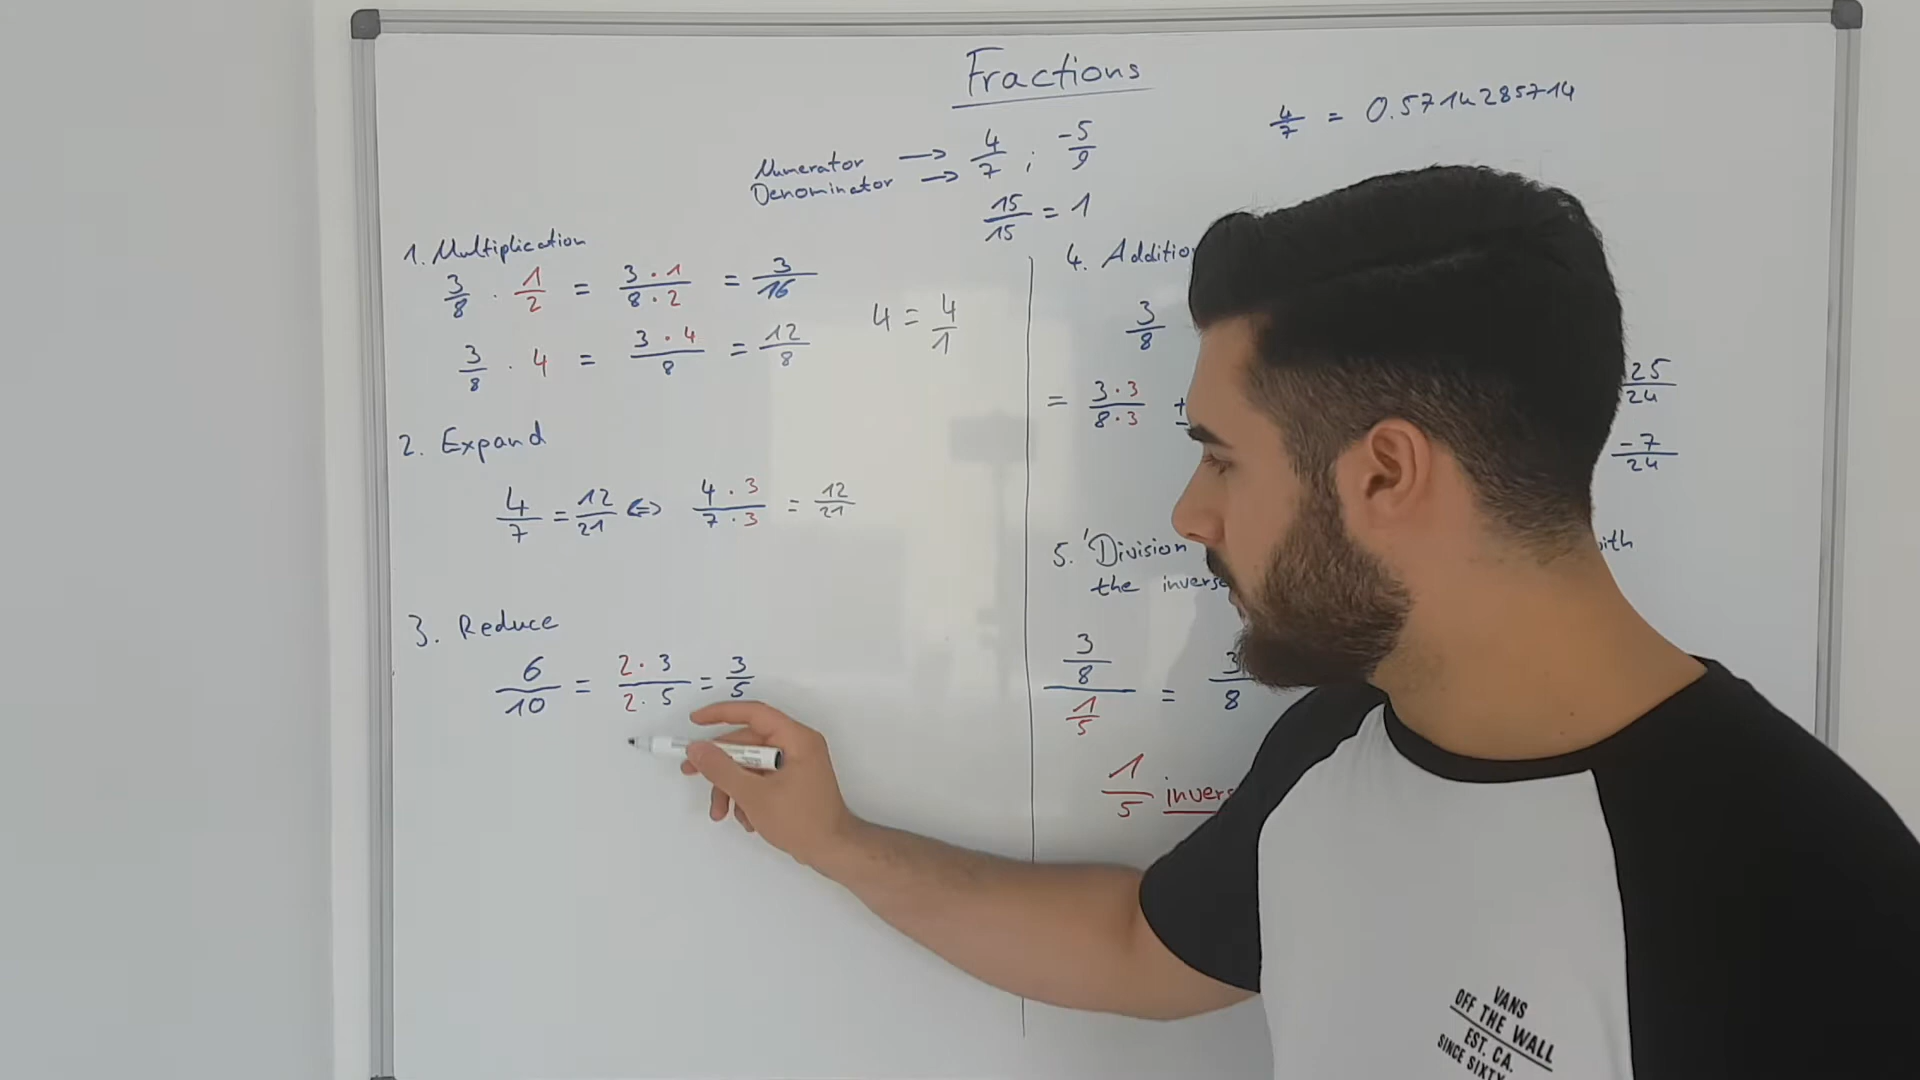 Fractions
4/7 = 0.5714285714
Numerator → 4/7 ; -5/9
Denominator →
15/15 = 1
1. Multiplication
3/8 · 1/2 = 3·1/8·2 = 3/16
4 = 4/1
3/8 · 4 = 3·4/8 = 12/8
2. Expand
4/7 = 12/21 <=> 4·3/7·3 = 12/21
3. Reduce
6/10 = 2·3/2·5 = 3/5
4. Additio
3/8
= 3·3/8·3 ± 25/24
-7/24
5. Division
the inverse
3/8 / 1/5 = 3/8
1/5 inverse
VANS
OFF THE WALL
EST. CA.
SINCE SIXTY